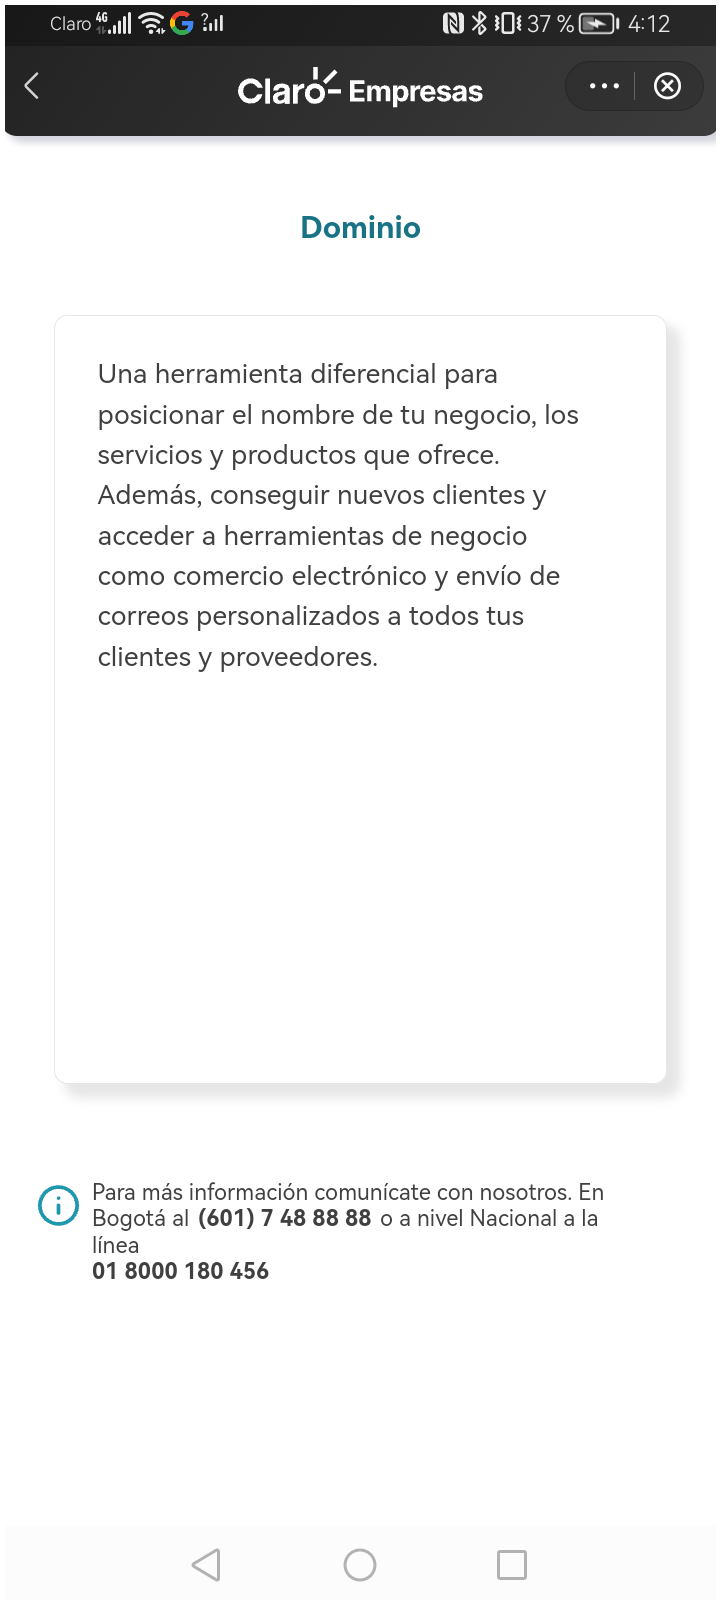 Claro 4G 37 % 4:12
Claro- Empresas
Dominio
Una herramienta diferencial para
posicionar el nombre de tu negocio, los
servicios y productos que ofrece.
Además, conseguir nuevos clientes y
acceder a herramientas de negocio
como comercio electrónico y envío de
correos personalizados a todos tus
clientes y proveedores.
Para más información comunícate con nosotros. En
Bogotá al (601) 7 48 88 88 o a nivel Nacional a la
línea
01 8000 180 456